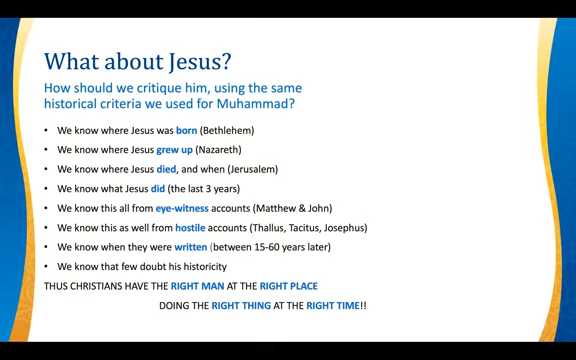 What about Jesus?
How should we critique him, using the same
historical criteria we used for Muhammad?
• We know where Jesus was born (Bethlehem)
• We know where Jesus grew up (Nazareth)
• We know where Jesus died, and when (Jerusalem)
• We know what Jesus did (the last 3 years)
• We know this all from eye-witness accounts (Matthew & John)
• We know this as well from hostile accounts (Thallus, Tacitus, Josephus)
• We know when they were written (between 15-60 years later)
• We know that few doubt his historicity
THUS CHRISTIANS HAVE THE RIGHT MAN AT THE RIGHT PLACE
DOING THE RIGHT THING AT THE RIGHT TIME!!